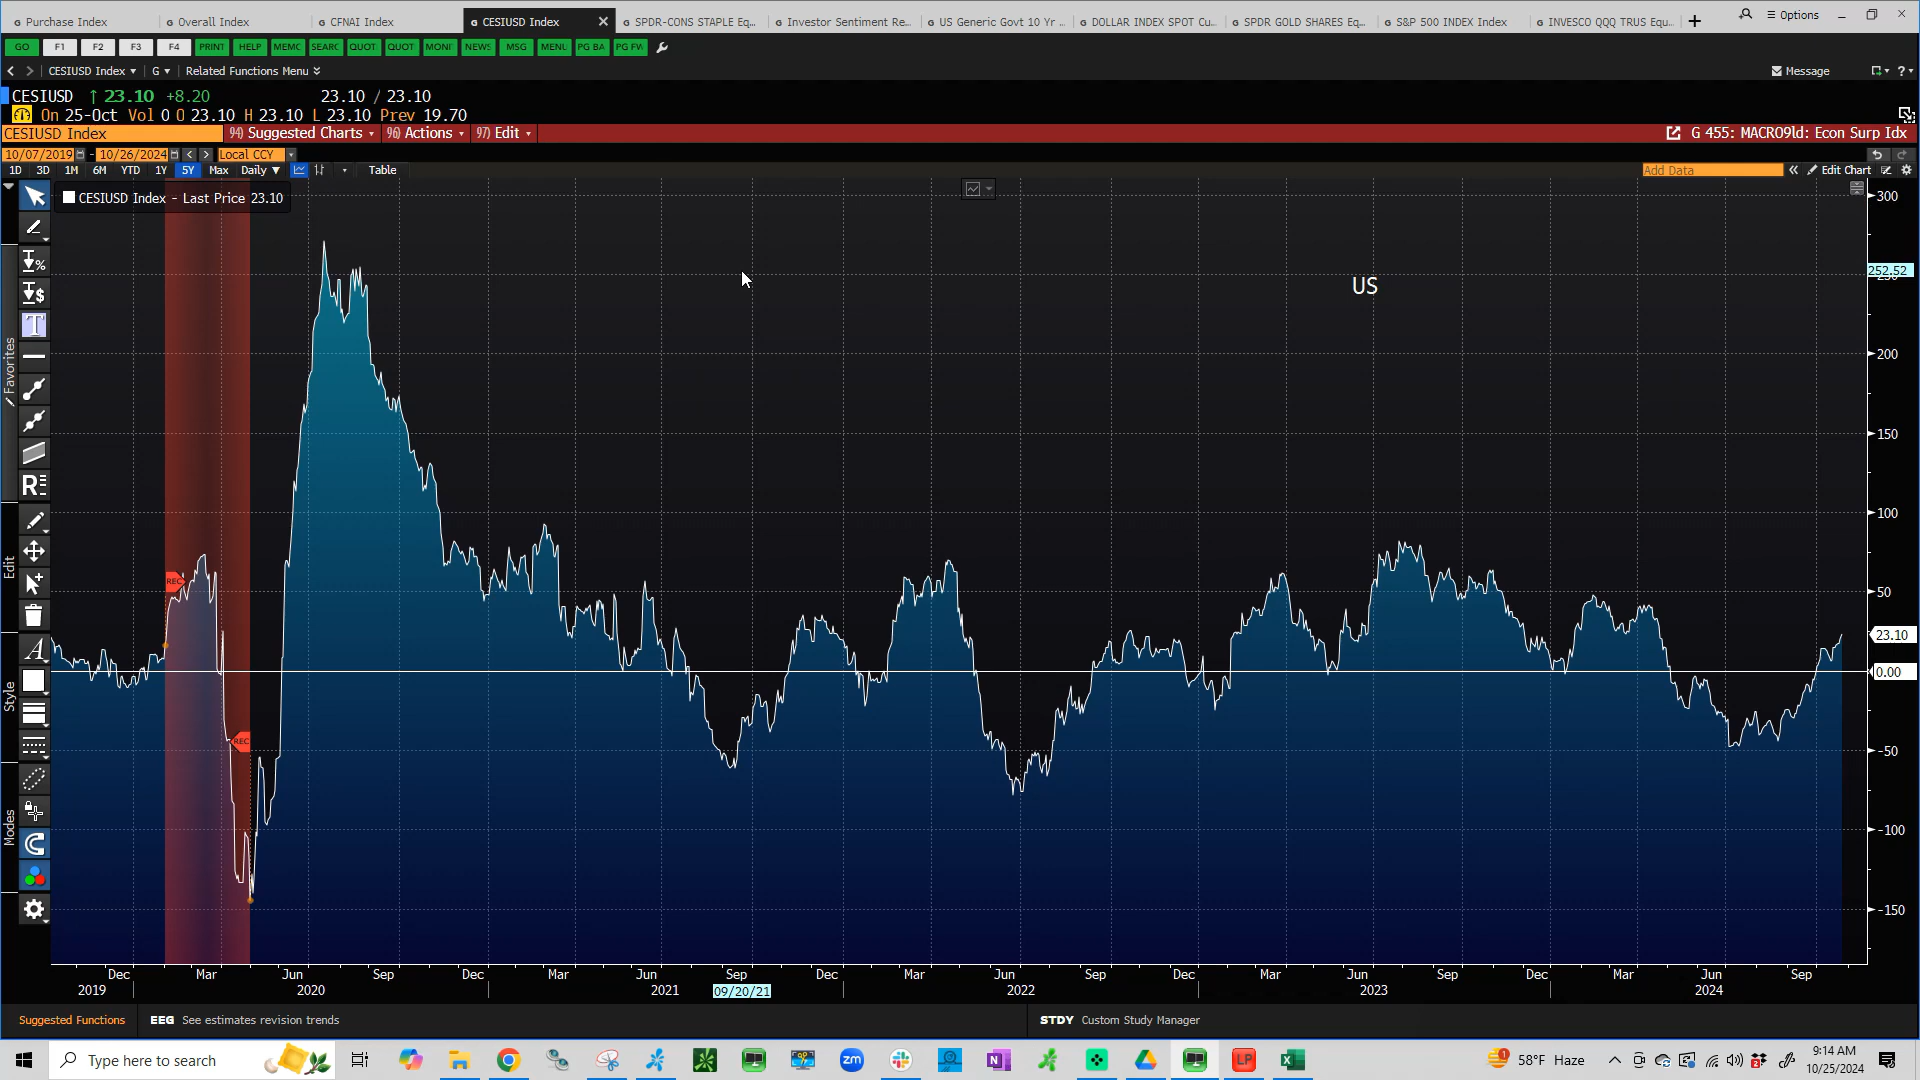 G Purchase Index
G Overall Index
G CFNAI Index
G CESIUSD Index
G SPDR-CONS STAPLE Eq...
G Investor Sentiment Re...
G US Generic Govt 10 Yr ...
G DOLLAR INDEX SPOT Cu...
G SPDR GOLD SHARES Eq...
G S&P 500 INDEX Index
G INVESCO QQQ TRUS Equ...
Options
GO F1 F2 F3 F4 PRINT HELP MEMC SEARC QUOT QUOT MONI NEWS MSG MENU PG BA PG FW
CESIUSD Index G Related Functions Menu Message ?
CESIUSD ↑ 23.10 +8.20 23.10 / 23.10
On 25-Oct Vol 0 O 23.10 H 23.10 L 23.10 Prev 19.70
CESIUSD Index 94) Suggested Charts 96) Actions 97) Edit G 455: MACRO9ld: Econ Surp Idx
10/07/2019 - 10/26/2024 Local CCY
1D 3D 1M 6M YTD 1Y 5Y Max Daily ▼ Table Add Data « Edit Chart
CESIUSD Index - Last Price 23.10
US
Favorites
Edit
Style
Modes
REC
REC
300
252.52
200
150
100
50
23.10
0.00
-50
-100
-150
Dec Mar Jun Sep Dec Mar Jun Sep Dec Mar Jun Sep Dec Mar Jun Sep Dec Mar Jun Sep
2019 2020 2021 09/20/21 2022 2023 2024
Suggested Functions EEG See estimates revision trends STDY Custom Study Manager
Type here to search
zm
N
LP
58°F Haze
9:14 AM
10/25/2024